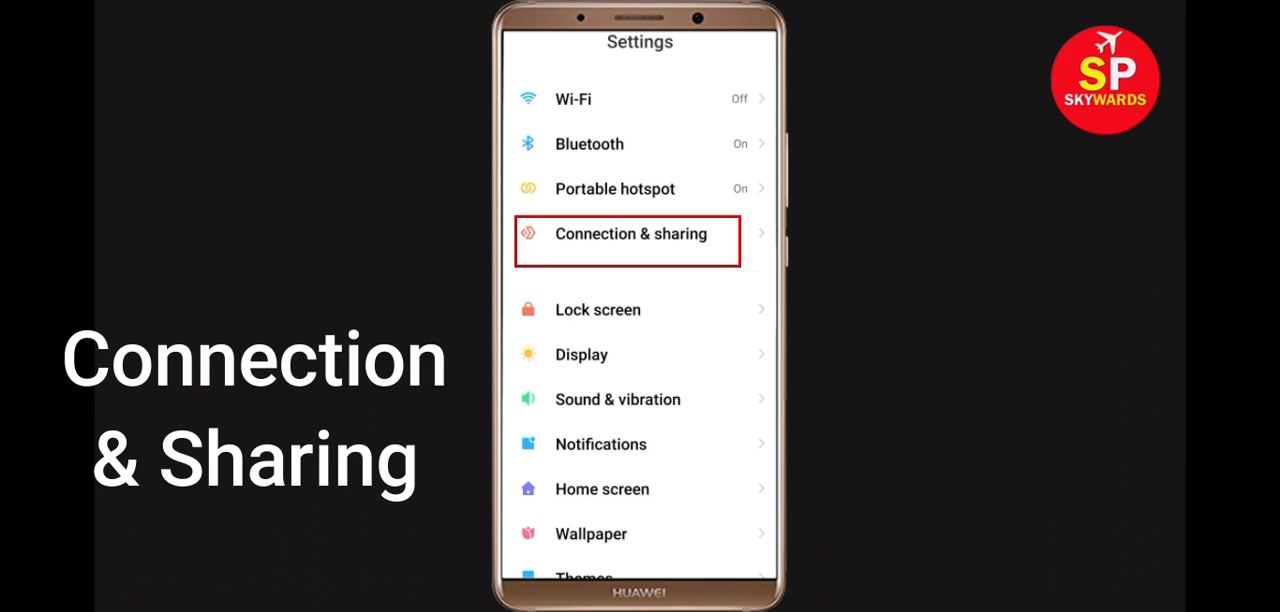 Settings
SP
SKYWARDS
Wi-Fi Off
Bluetooth On
Portable hotspot On
Connection & sharing
Lock screen
Display
Sound & vibration
Notifications
Home screen
Wallpaper
Themes
HUAWEI
Connection
& Sharing